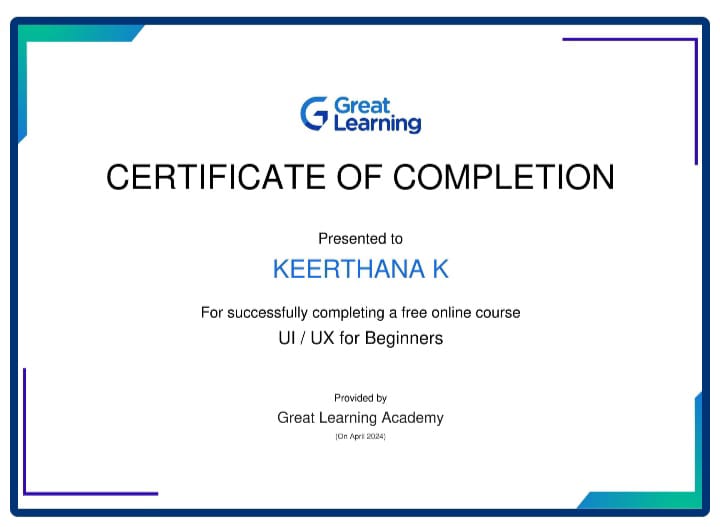 Great
Learning
CERTIFICATE OF COMPLETION
Presented to
KEERTHANA K
For successfully completing a free online course
UI / UX for Beginners
Provided by
Great Learning Academy
(On April 2024)